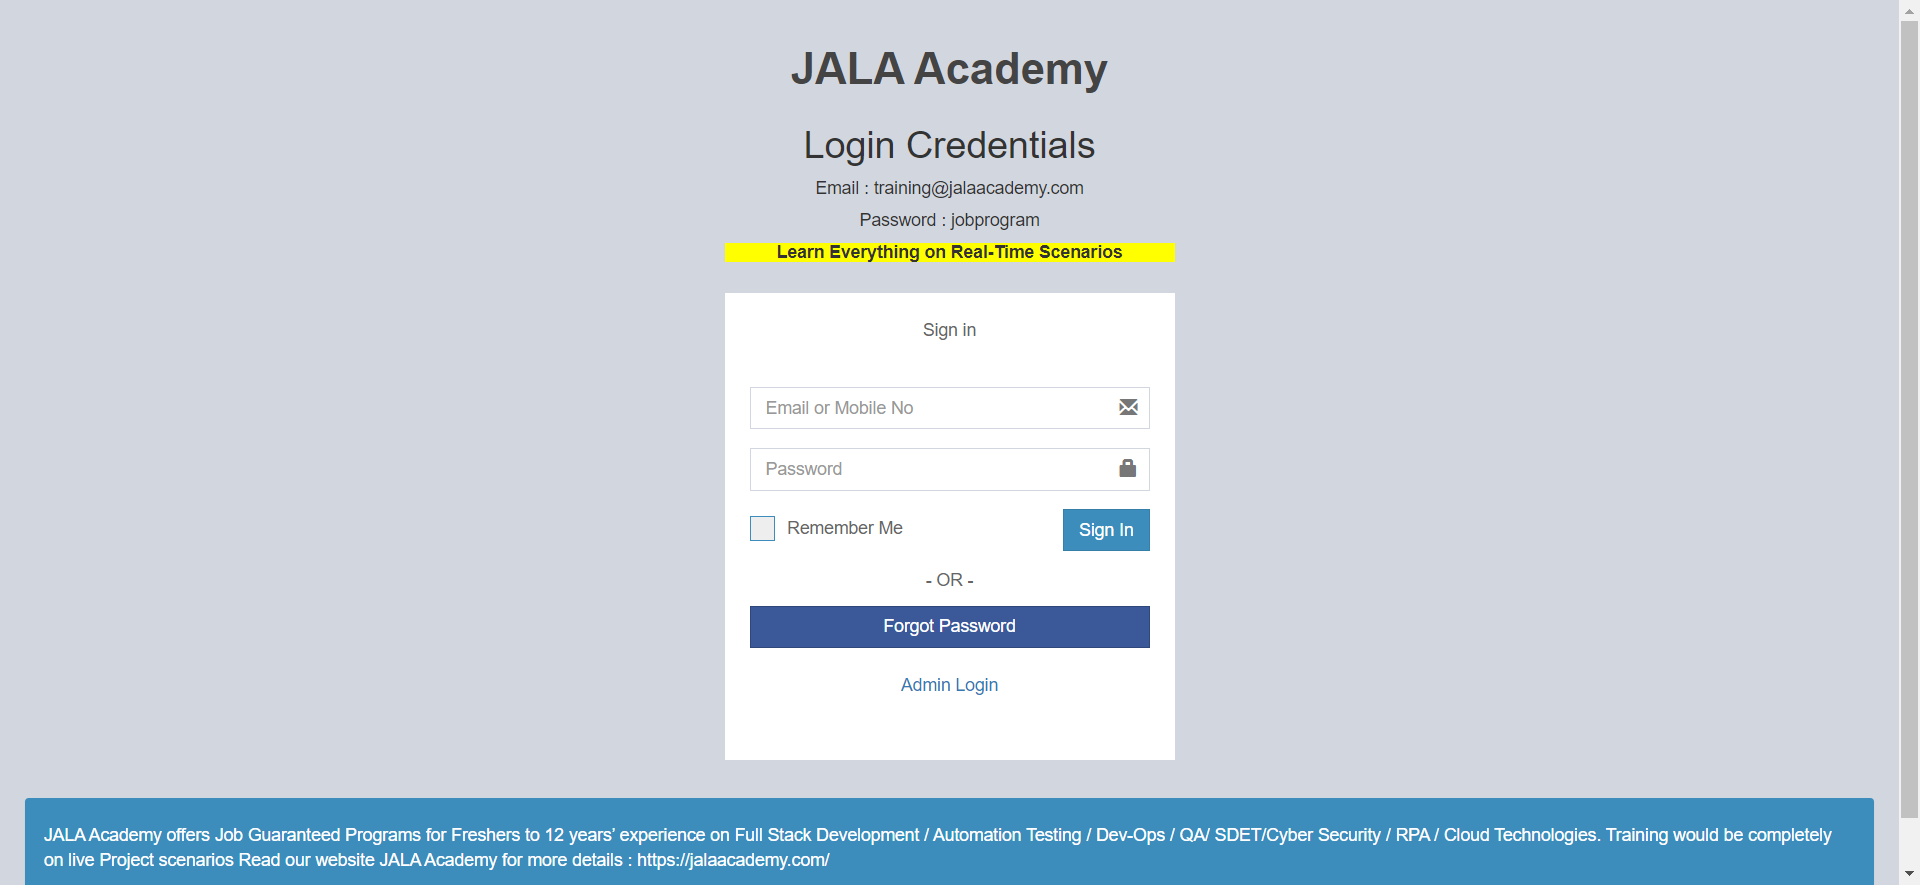 JALA Academy
Login Credentials
Email : training@jalaacademy.com
Password : jobprogram
Learn Everything on Real-Time Scenarios
Sign in
Email or Mobile No
Password
Remember Me
Sign In
- OR -
Forgot Password
Admin Login
JALA Academy offers Job Guaranteed Programs for Freshers to 12 years’ experience on Full Stack Development / Automation Testing / Dev-Ops / QA/ SDET/Cyber Security / RPA / Cloud Technologies. Training would be completely
on live Project scenarios Read our website JALA Academy for more details : https://jalaacademy.com/